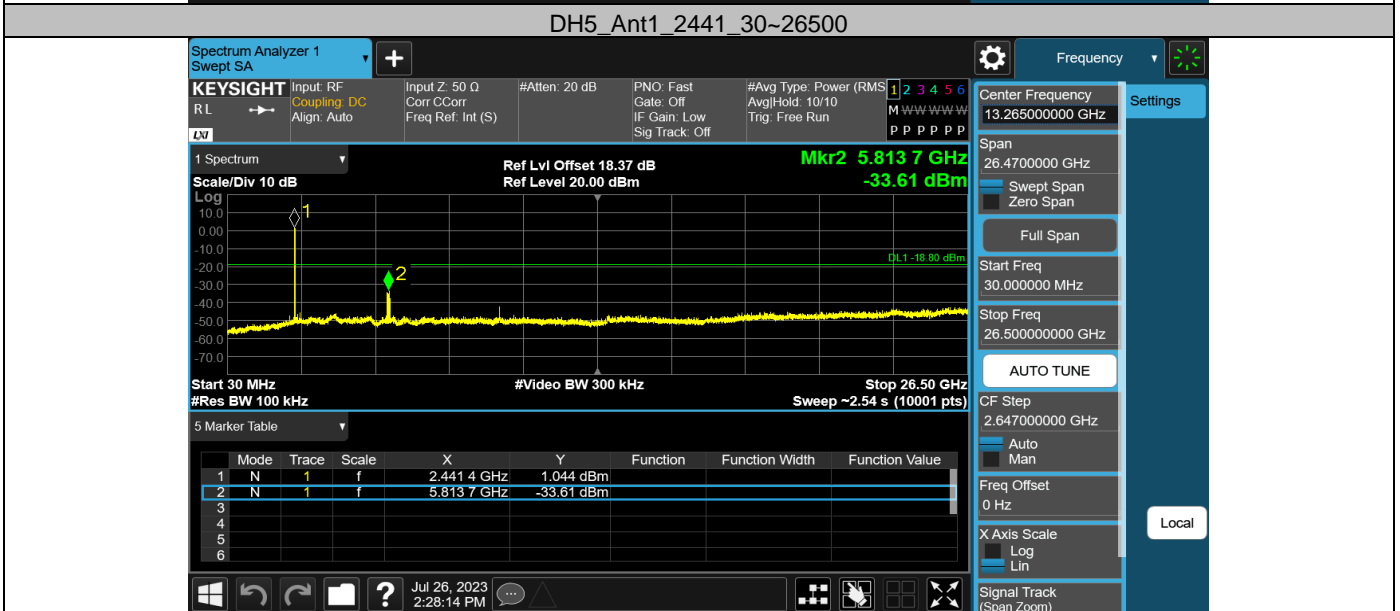 DH5_Ant1_2441_30~26500
Spectrum Analyzer 1
Swept SA
+
Frequency
KEYSIGHT
RL
LXI
Input: RF
Coupling: DC
Align: Auto
Input Z: 50 Ω
Corr CCorr
Freq Ref: Int (S)
#Atten: 20 dB
PNO: Fast
Gate: Off
IF Gain: Low
Sig Track: Off
#Avg Type: Power (RMS
Avg|Hold: 10/10
Trig: Free Run
1 2 3 4 5 6
M W W W W W
P P P P P P
1 Spectrum
Scale/Div 10 dB
Ref Lvl Offset 18.37 dB
Ref Level 20.00 dBm
Mkr2 5.813 7 GHz
-33.61 dBm
Log
10.0
0.00
-10.0
-20.0
-30.0
-40.0
-50.0
-60.0
-70.0
1
2
DL1 -18.80 dBm
Start 30 MHz
#Res BW 100 kHz
#Video BW 300 kHz
Stop 26.50 GHz
Sweep ~2.54 s (10001 pts)
5 Marker Table
Mode Trace Scale X Y Function Function Width Function Value
1 N 1 f 2.441 4 GHz 1.044 dBm
2 N 1 f 5.813 7 GHz -33.61 dBm
3
4
5
6
Jul 26, 2023
2:28:14 PM
?
Center Frequency
13.265000000 GHz
Span
26.4700000 GHz
Swept Span
Zero Span
Full Span
Start Freq
30.000000 MHz
Stop Freq
26.500000000 GHz
AUTO TUNE
CF Step
2.647000000 GHz
Auto
Man
Freq Offset
0 Hz
X Axis Scale
Log
Lin
Signal Track
(Span Zoom)
Settings
Local